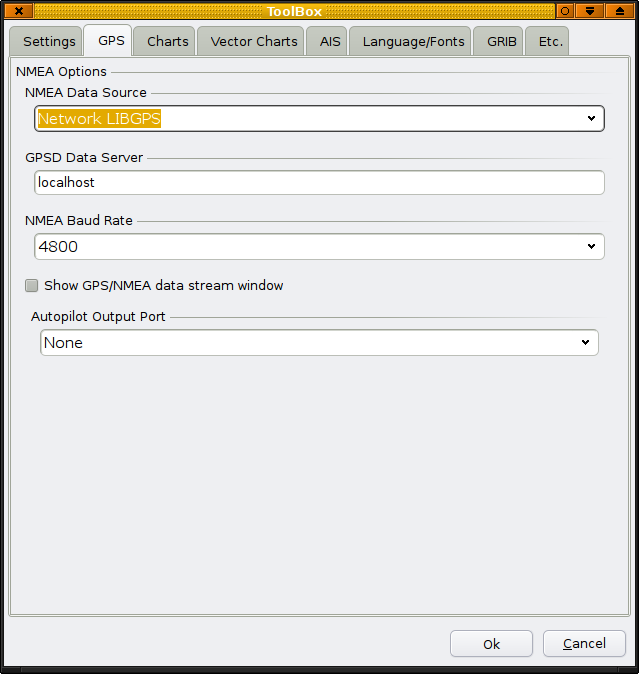 ToolBox
Settings GPS Charts Vector Charts AIS Language/Fonts GRIB Etc.
NMEA Options
NMEA Data Source
Network LIBGPS
GPSD Data Server
localhost
NMEA Baud Rate
4800
Show GPS/NMEA data stream window
Autopilot Output Port
None
Ok Cancel